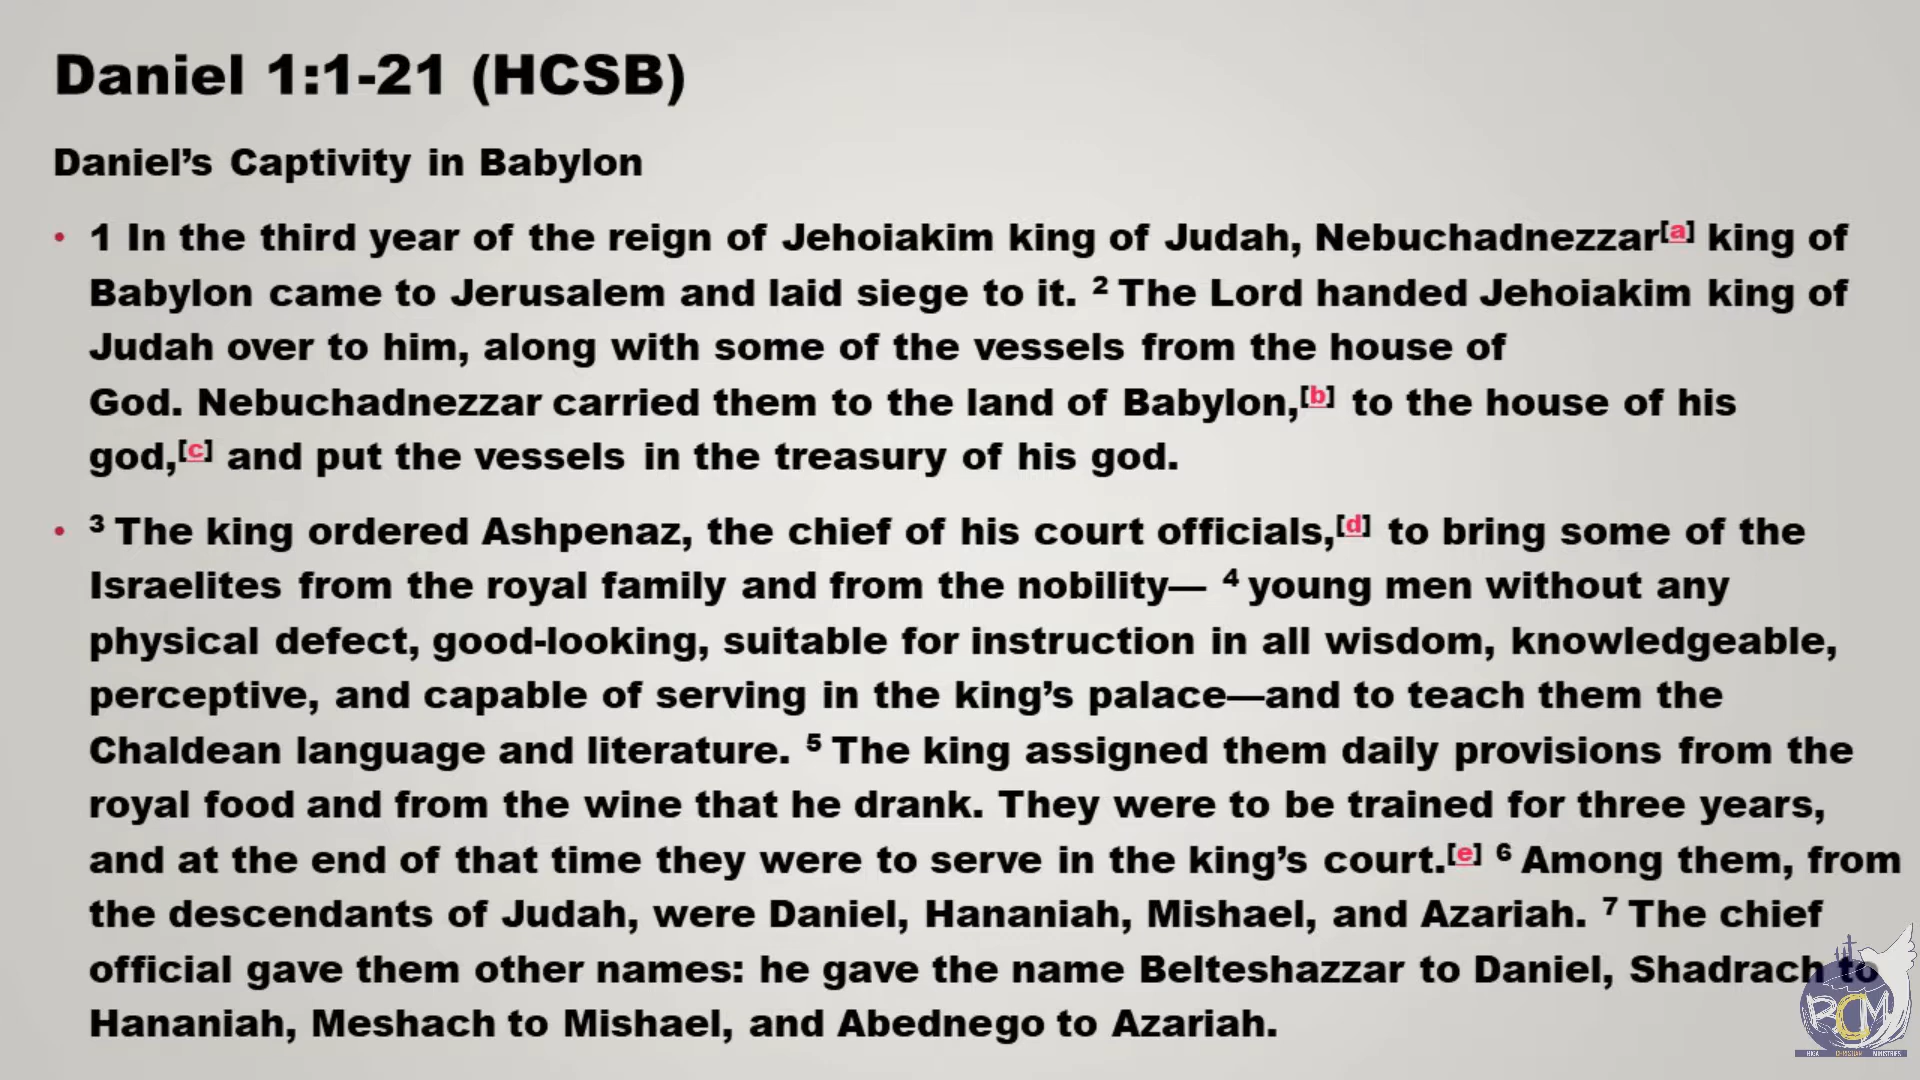 Daniel 1:1-21 (HCSB)
Daniel’s Captivity in Babylon
• 1 In the third year of the reign of Jehoiakim king of Judah, Nebuchadnezzar[a] king of
Babylon came to Jerusalem and laid siege to it. 2 The Lord handed Jehoiakim king of
Judah over to him, along with some of the vessels from the house of
God. Nebuchadnezzar carried them to the land of Babylon,[b] to the house of his
god,[c] and put the vessels in the treasury of his god.
• 3 The king ordered Ashpenaz, the chief of his court officials,[d] to bring some of the
Israelites from the royal family and from the nobility— 4 young men without any
physical defect, good-looking, suitable for instruction in all wisdom, knowledgeable,
perceptive, and capable of serving in the king’s palace—and to teach them the
Chaldean language and literature. 5 The king assigned them daily provisions from the
royal food and from the wine that he drank. They were to be trained for three years,
and at the end of that time they were to serve in the king’s court.[e] 6 Among them, from
the descendants of Judah, were Daniel, Hananiah, Mishael, and Azariah. 7 The chief
official gave them other names: he gave the name Belteshazzar to Daniel, Shadrach to
Hananiah, Meshach to Mishael, and Abednego to Azariah.
RCM
CHRISTIAN MINISTRIES